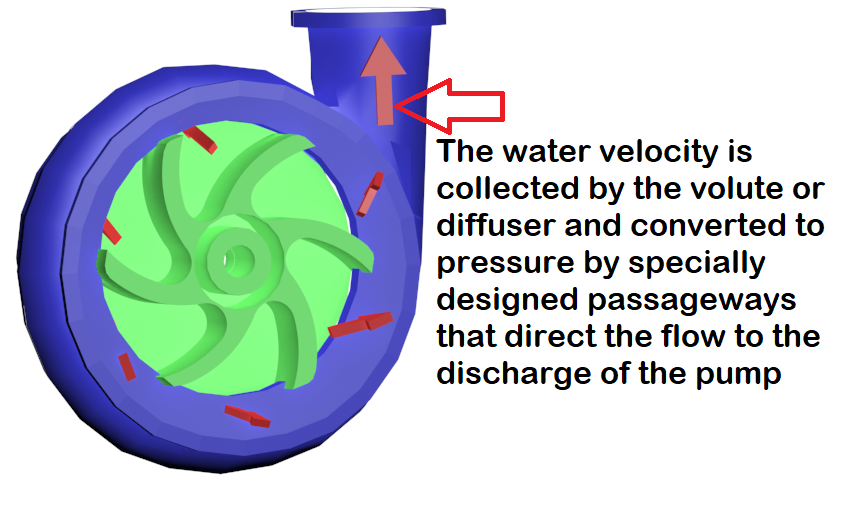 The water velocity is
collected by the volute or
diffuser and converted to
pressure by specially
designed passageways
that direct the flow to the
discharge of the pump